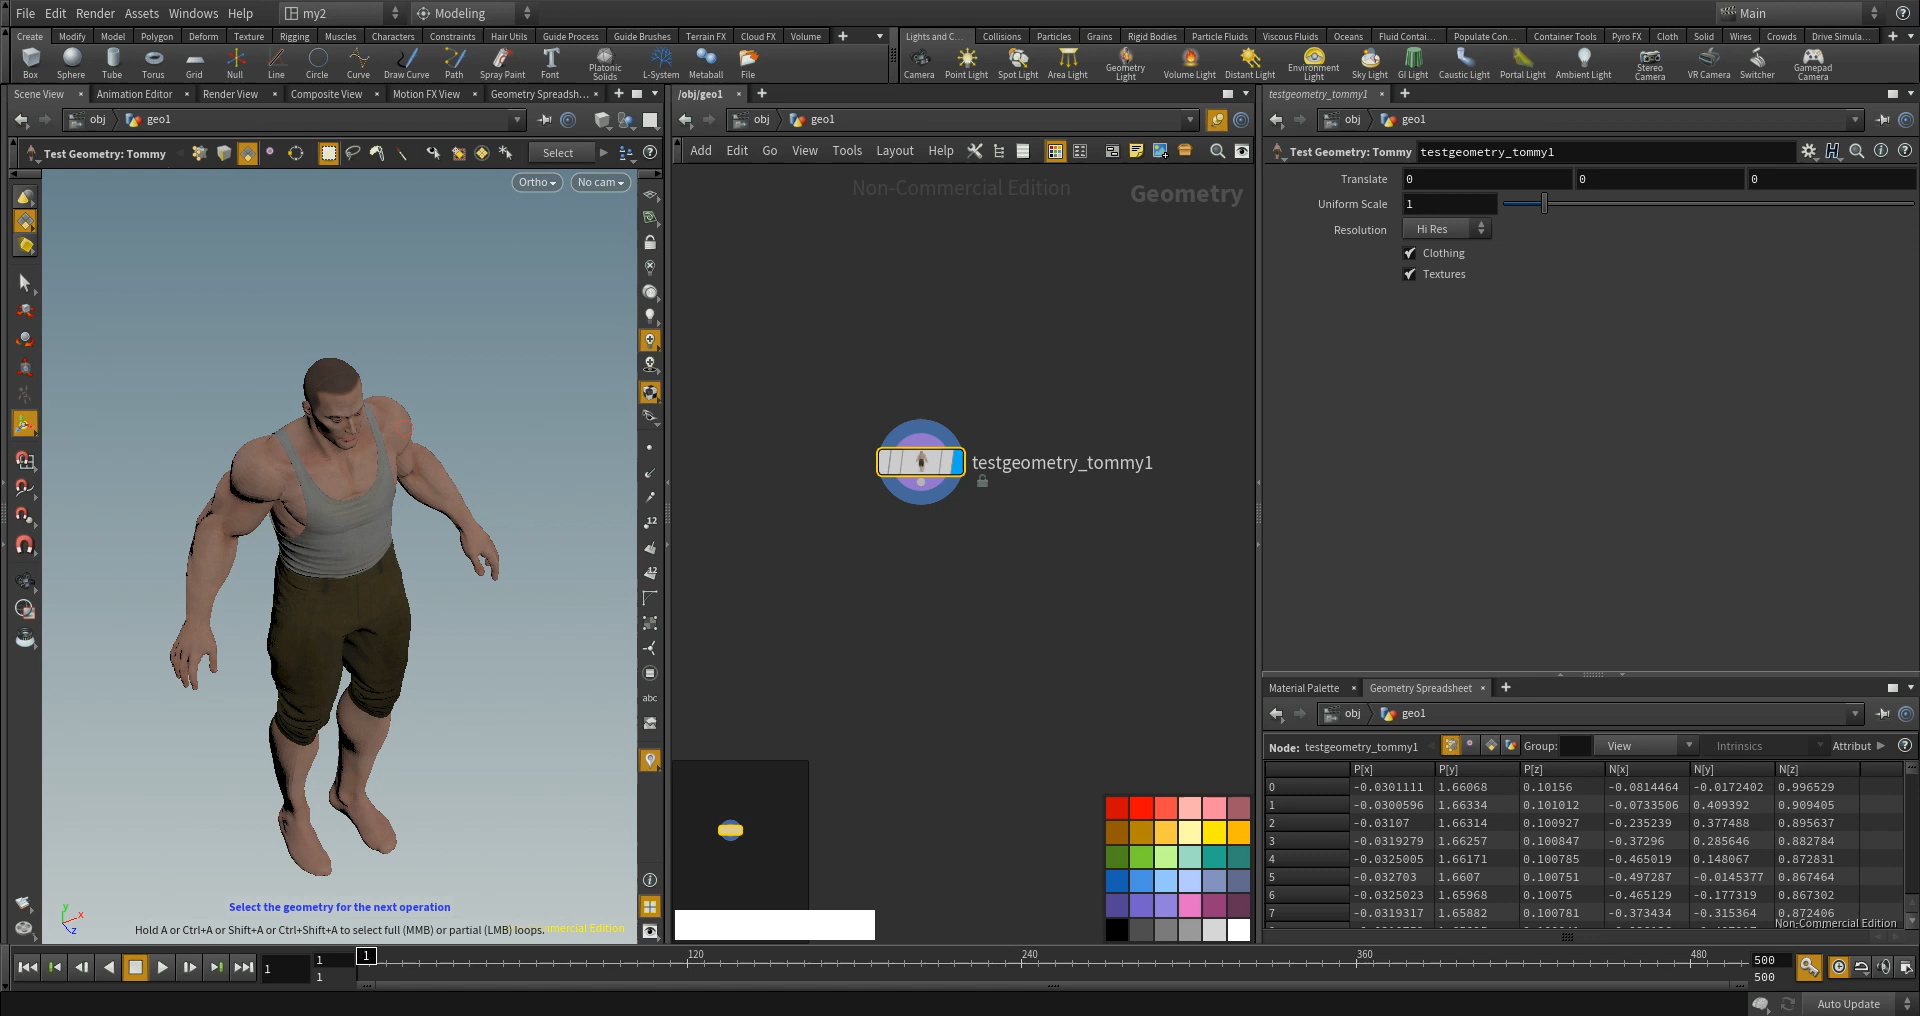 File Edit Render Assets Windows Help my2 Modeling Main
Create Modify Model Polygon Deform Texture Rigging Muscles Characters Constraints Hair Utils Guide Process Guide Brushes Terrain FX Cloud FX Volume
Lights and C... Collisions Particles Grains Rigid Bodies Particle Fluids Viscous Fluids Oceans Fluid Contai... Populate Con... Container Tools Pyro FX Cloth Solid Wires Crowds Drive Simula...
Box Sphere Tube Torus Grid Null Line Circle Curve Draw Curve Path Spray Paint Font Platonic Solids L-System Metaball File
Camera Point Light Spot Light Area Light Geometry Light Volume Light Distant Light Environment Light Sky Light GI Light Caustic Light Portal Light Ambient Light Stereo Camera VR Camera Switcher Gamepad Camera
Scene View Animation Editor Render View Composite View Motion FX View Geometry Spreadsh...
obj geo1
Test Geometry: Tommy Select
Ortho No cam
12
12
abc
Select the geometry for the next operation
Hold A or Ctrl+A or Shift+A or Ctrl+Shift+A to select full (MMB) or partial (LMB) loops.
/obj/geo1
obj geo1
Add Edit Go View Tools Layout Help
Non-Commercial Edition Geometry
testgeometry_tommy1
testgeometry_tommy1
obj geo1
Test Geometry: Tommy testgeometry_tommy1
Translate 0 0 0
Uniform Scale 1
Resolution Hi Res
Clothing
Textures
Material Palette Geometry Spreadsheet
obj geo1
Node: testgeometry_tommy1 Group: View Intrinsics Attribut
P[x] P[y] P[z] N[x] N[y] N[z]
0 -0.0301111 1.66068 0.10156 -0.0814464 -0.0172402 0.996529
1 -0.0300596 1.66334 0.101012 -0.0733506 0.409392 0.909405
2 -0.03107 1.66314 0.100927 -0.235239 0.377488 0.895637
3 -0.0319279 1.66257 0.100847 -0.37296 0.285646 0.882784
4 -0.0325005 1.66171 0.100785 -0.465019 0.148067 0.872831
5 -0.032703 1.6607 0.100751 -0.497287 -0.0145377 0.867464
6 -0.0325023 1.65968 0.10075 -0.465129 -0.177319 0.867302
7 -0.0319317 1.65882 0.100781 -0.373434 -0.315364 0.872406
Non-Commercial Edition
1 1 1 1 120 240 360 480 500 500
Auto Update